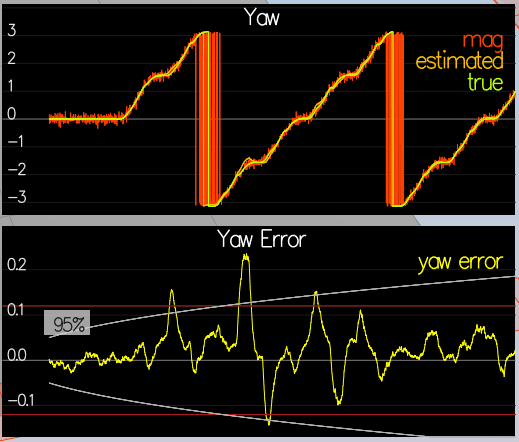 Yaw
3
2
1
0
−1
−2
−3
mag
estimated
true
Yaw Error
0.2
0.1
0.0
−0.1
yaw error
95%